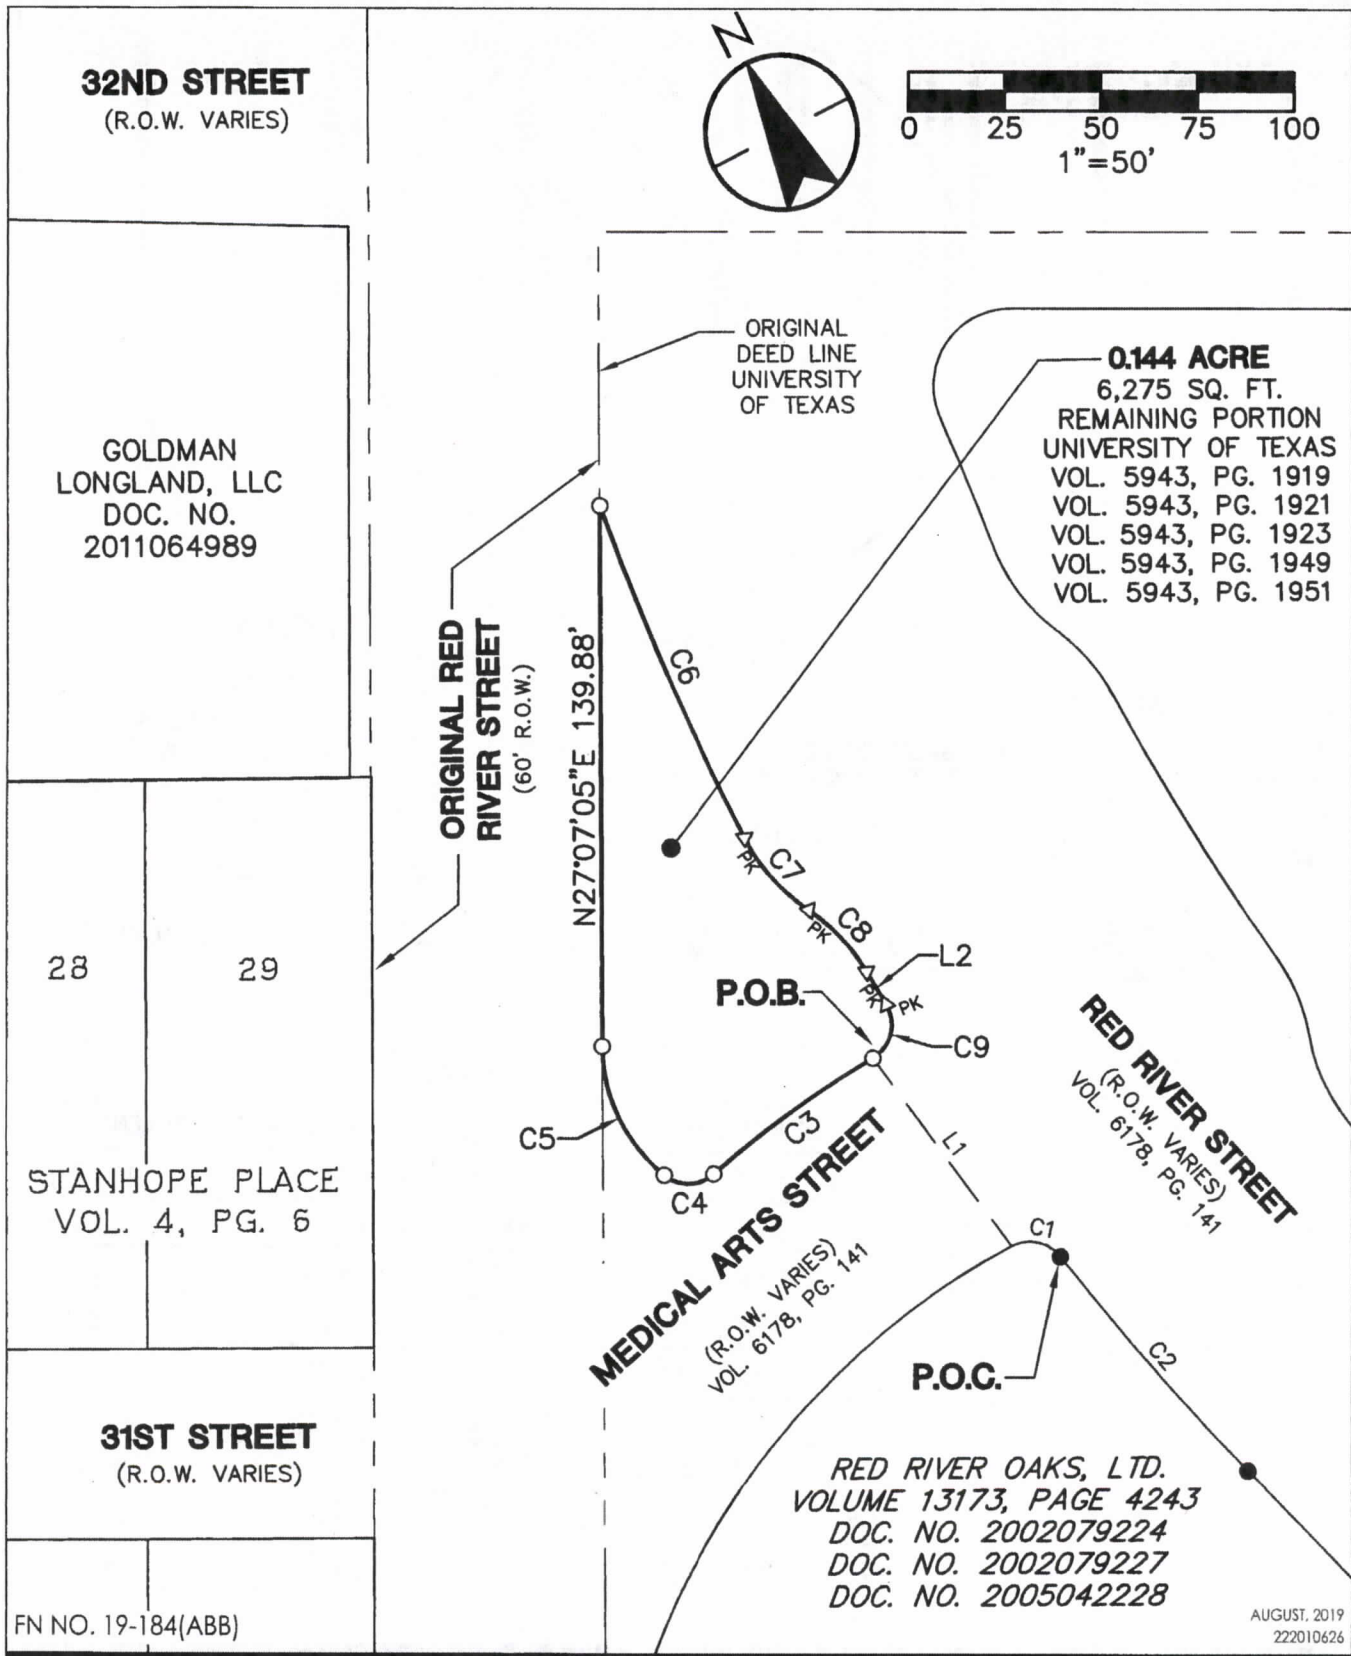 32ND STREET
(R.O.W. VARIES)
N
0 25 50 75 100
1"=50'
ORIGINAL
DEED LINE
UNIVERSITY
OF TEXAS
0.144 ACRE
6,275 SQ. FT.
REMAINING PORTION
UNIVERSITY OF TEXAS
VOL. 5943, PG. 1919
VOL. 5943, PG. 1921
VOL. 5943, PG. 1923
VOL. 5943, PG. 1949
VOL. 5943, PG. 1951
GOLDMAN
LONGLAND, LLC
DOC. NO.
2011064989
ORIGINAL RED
RIVER STREET
(60' R.O.W.)
N27°07'05"E 139.88'
C6
PK
C7
PK
C8
PK
L2
PK
P.O.B.
C9
28
29
STANHOPE PLACE
VOL. 4, PG. 6
C5
C4
C3
L1
MEDICAL ARTS STREET
(R.O.W. VARIES)
VOL. 6178, PG. 141
RED RIVER STREET
(R.O.W. VARIES)
VOL. 6178, PG. 141
C1
C2
P.O.C.
31ST STREET
(R.O.W. VARIES)
RED RIVER OAKS, LTD.
VOLUME 13173, PAGE 4243
DOC. NO. 2002079224
DOC. NO. 2002079227
DOC. NO. 2005042228
FN NO. 19-184(ABB)
AUGUST, 2019
222010626